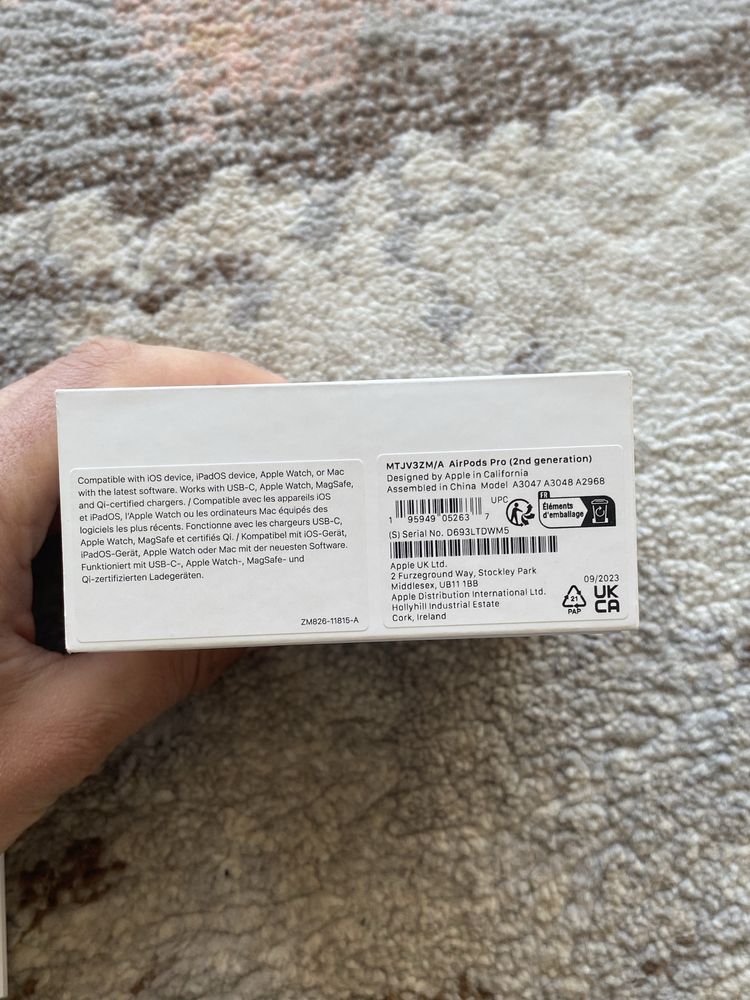 Compatible with iOS device, iPadOS device, Apple Watch, or Mac
with the latest software. Works with USB-C, Apple Watch, MagSafe,
and Qi-certified chargers. / Compatible avec les appareils iOS
et iPadOS, l'Apple Watch ou les ordinateurs Mac équipés des
logiciels les plus récents. Fonctionne avec les chargeurs USB-C,
Apple Watch, MagSafe et certifiés Qi. / Kompatibel mit iOS-Gerät,
iPadOS-Gerät, Apple Watch oder Mac mit der neuesten Software.
Funktioniert mit USB-C-, Apple Watch-, MagSafe- und
Qi-zertifizierten Ladegeräten.
ZM826-11815-A
MTJV3ZM/A AirPods Pro (2nd generation)
Designed by Apple in California
Assembled in China Model A3047 A3048 A2968
UPC
1 95949 05263 7
FR
Éléments
d'emballage
(S) Serial No. D693LTDWM5
Apple UK Ltd.
2 Furzeground Way, Stockley Park
Middlesex, UB11 1BB
Apple Distribution International Ltd.
Hollyhill Industrial Estate
Cork, Ireland
09/2023
21
PAP
UK
CA